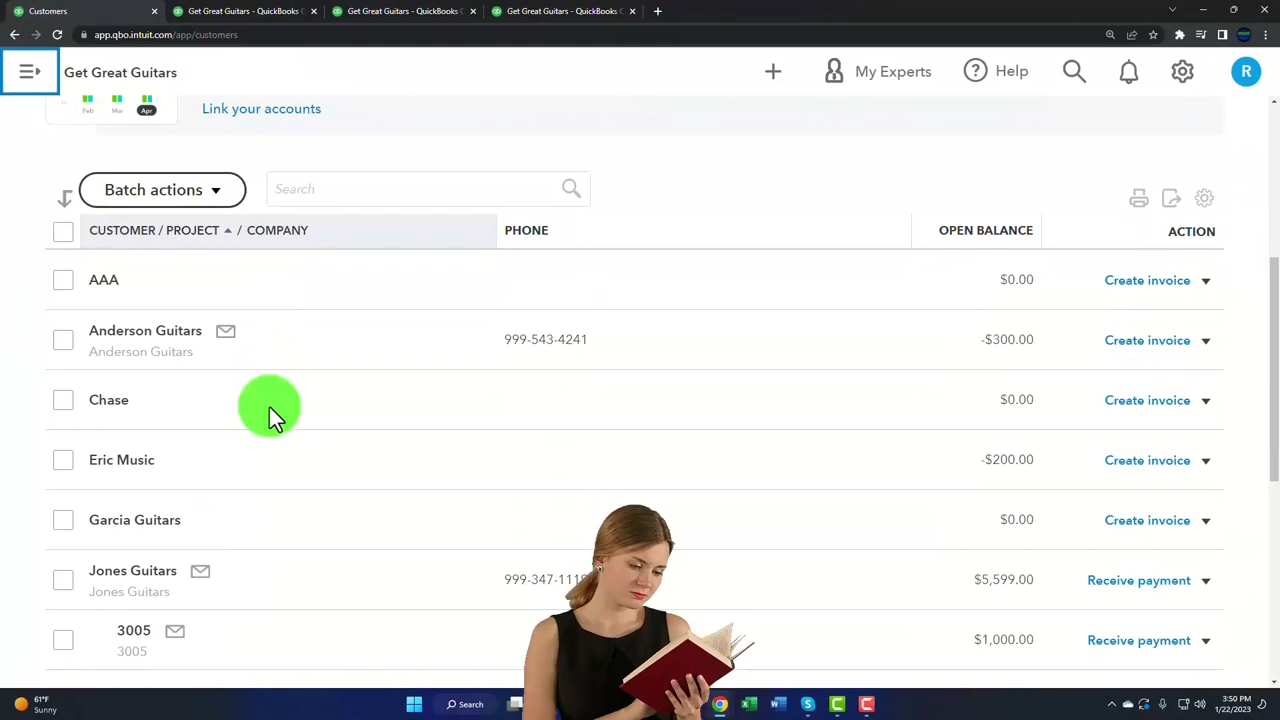 Customers
Get Great Guitars - QuickBooks C
Get Great Guitars - QuickBooks C
Get Great Guitars - QuickBooks C
app.qbo.intuit.com/app/customers
Get Great Guitars
My Experts
Help
R
Feb
Mar
Apr
Link your accounts
Batch actions
Search
CUSTOMER / PROJECT / COMPANY
PHONE
OPEN BALANCE
ACTION
AAA
$0.00
Create invoice
Anderson Guitars
Anderson Guitars
999-543-4241
-$300.00
Create invoice
Chase
$0.00
Create invoice
Eric Music
-$200.00
Create invoice
Garcia Guitars
$0.00
Create invoice
Jones Guitars
Jones Guitars
$5,599.00
Receive payment
3005
3005
$1,000.00
Receive payment
61°F
Sunny
Search
3:50 PM
1/22/2023